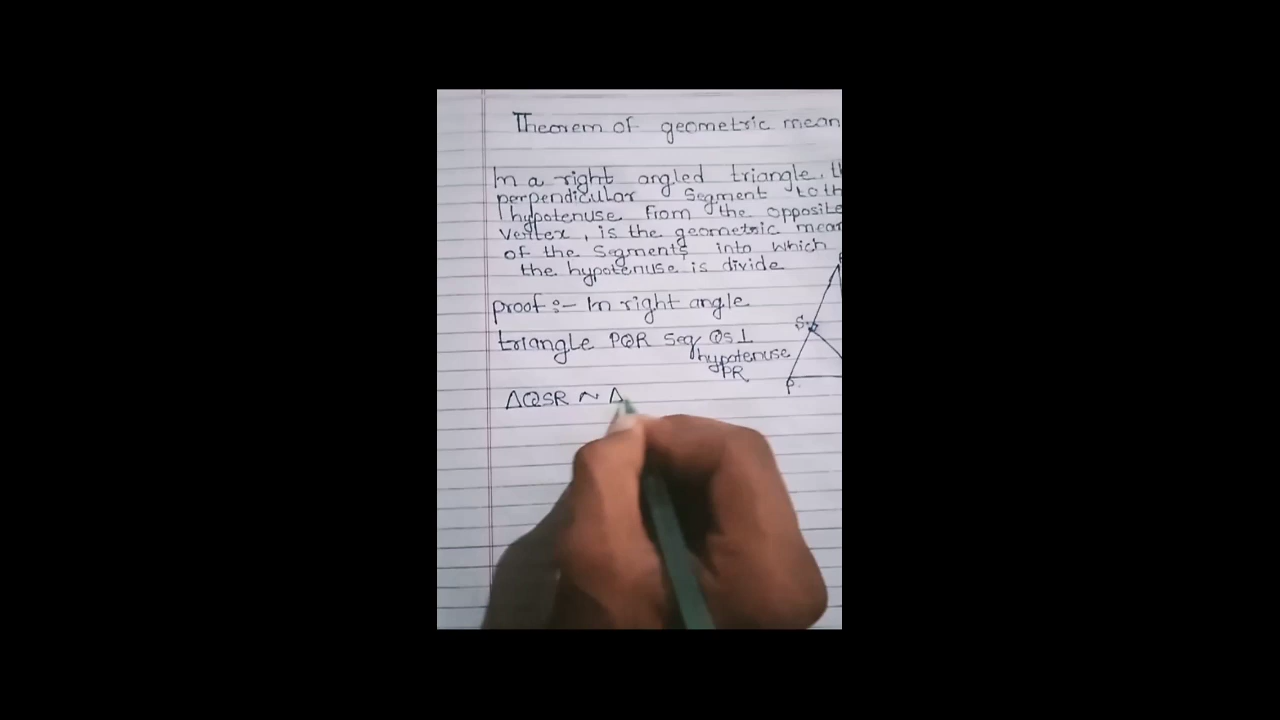 Theorem of geometric mean
In a right angled triangle, th
perpendicular segment to th
hypotenuse from the opposite
vertex, is the geometric mean
of the segments into which
the hypotenuse is divide
proof :- In right angle
triangle PQR seg QS ⊥
hypotenuse
PR
S
P
ΔQSR ~ Δ